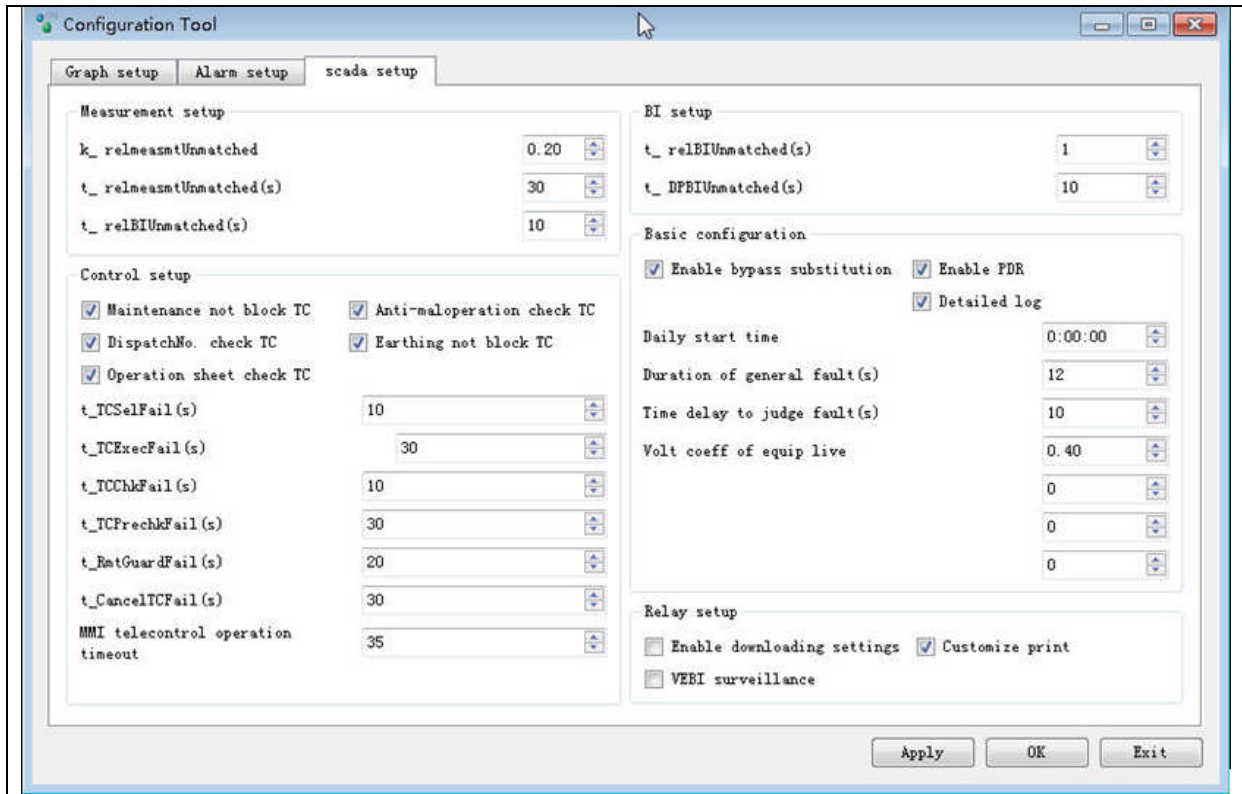 Configuration Tool
Graph setup
Alarm setup
scada setup
Measurement setup
k_ relmeasmtUnmatched
0.20
t_ relmeasmtUnmatched(s)
30
t_ relBIUnmatched(s)
10
Control setup
Maintenance not block TC
Anti-maloperation check TC
DispatchNo. check TC
Earthing not block TC
Operation sheet check TC
t_TCSelFail(s)
10
t_TCExecFail(s)
30
t_TCChkFail(s)
10
t_TCPrechkFail(s)
30
t_RmtGuardFail(s)
20
t_CancelTCFail(s)
30
MMI telecontrol operation
timeout
35
BI setup
t_ relBIUnmatched(s)
1
t_ DPBIUnmatched(s)
10
Basic configuration
Enable bypass substitution
Enable PDR
Detailed log
Daily start time
0:00:00
Duration of general fault(s)
12
Time delay to judge fault(s)
10
Volt coeff of equip live
0.40
0
0
0
Relay setup
Enable downloading settings
Customize print
VEBI surveillance
Apply
OK
Exit